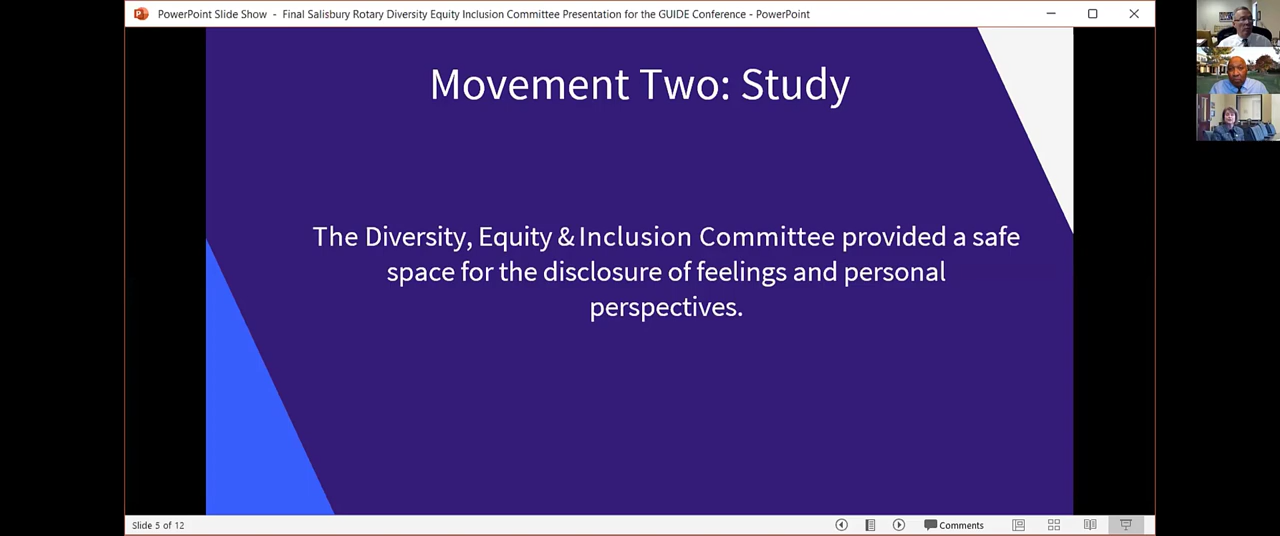 PowerPoint Slide Show - Final Salisbury Rotary Diversity Equity Inclusion Committee Presentation for the GUIDE Conference - PowerPoint
Movement Two: Study
The Diversity, Equity & Inclusion Committee provided a safe
space for the disclosure of feelings and personal
perspectives.
Slide 5 of 12
Comments